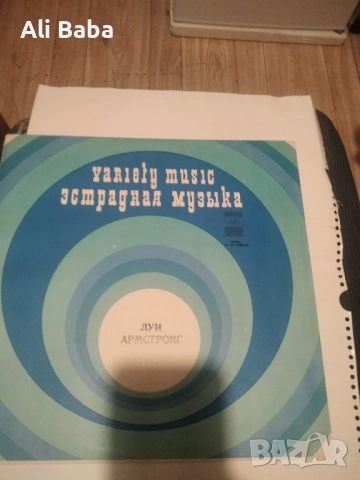 Ali Baba
variety music
эстрадная музыка
ЛУИ
АРМСТРОНГ
BAZAR